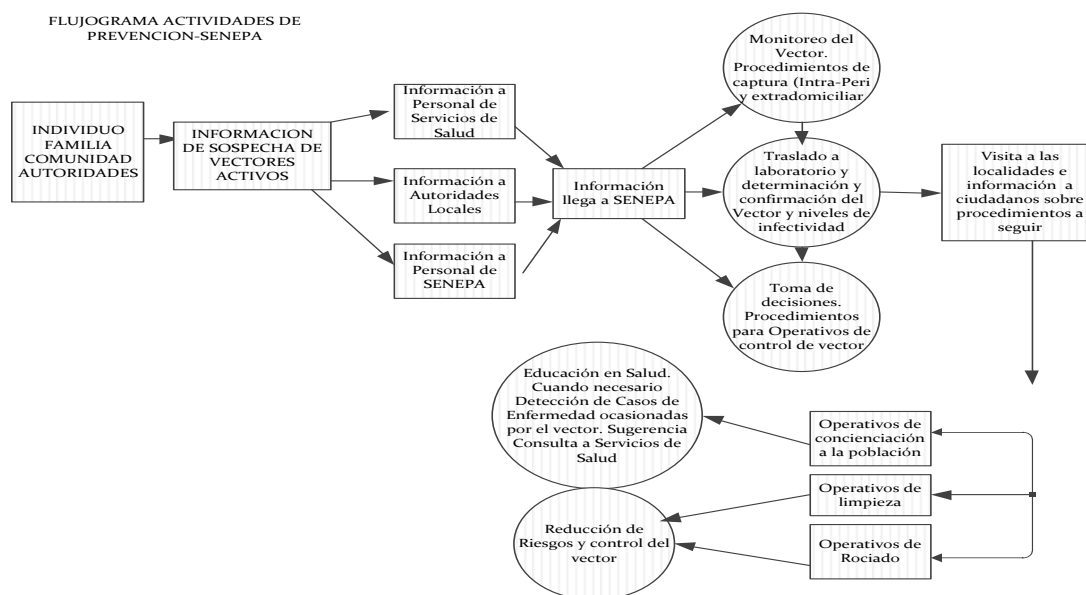 FLUJOGRAMA ACTIVIDADES DE
PREVENCION-SENEPA
INDIVIDUO
FAMILIA
COMUNIDAD
AUTORIDADES
INFORMACION
DE SOSPECHA DE
VECTORES
ACTIVOS
Información a
Personal de
Servicios de
Salud
Información a
Autoridades
Locales
Información a
Personal de
SENEPA
Información
llega a SENEPA
Monitoreo del
Vector.
Procedimientos de
captura (Intra-Peri
y extradomiciliar
Traslado a
laboratorio y
determinación y
confirmación del
Vector y niveles de
infectividad
Toma de
decisiones.
Procedimientos
para Operativos de
control de vector
Visita a las
localidades e
información a
ciudadanos sobre
procedimientos a
seguir
Operativos de
concienciación
a la población
Operativos de
limpieza
Operativos de
Rociado
Educación en Salud.
Cuando necesario
Detección de Casos de
Enfermedad ocasionadas
por el vector. Sugerencia
Consulta a Servicios de
Salud
Reducción de
Riesgos y control del
vector